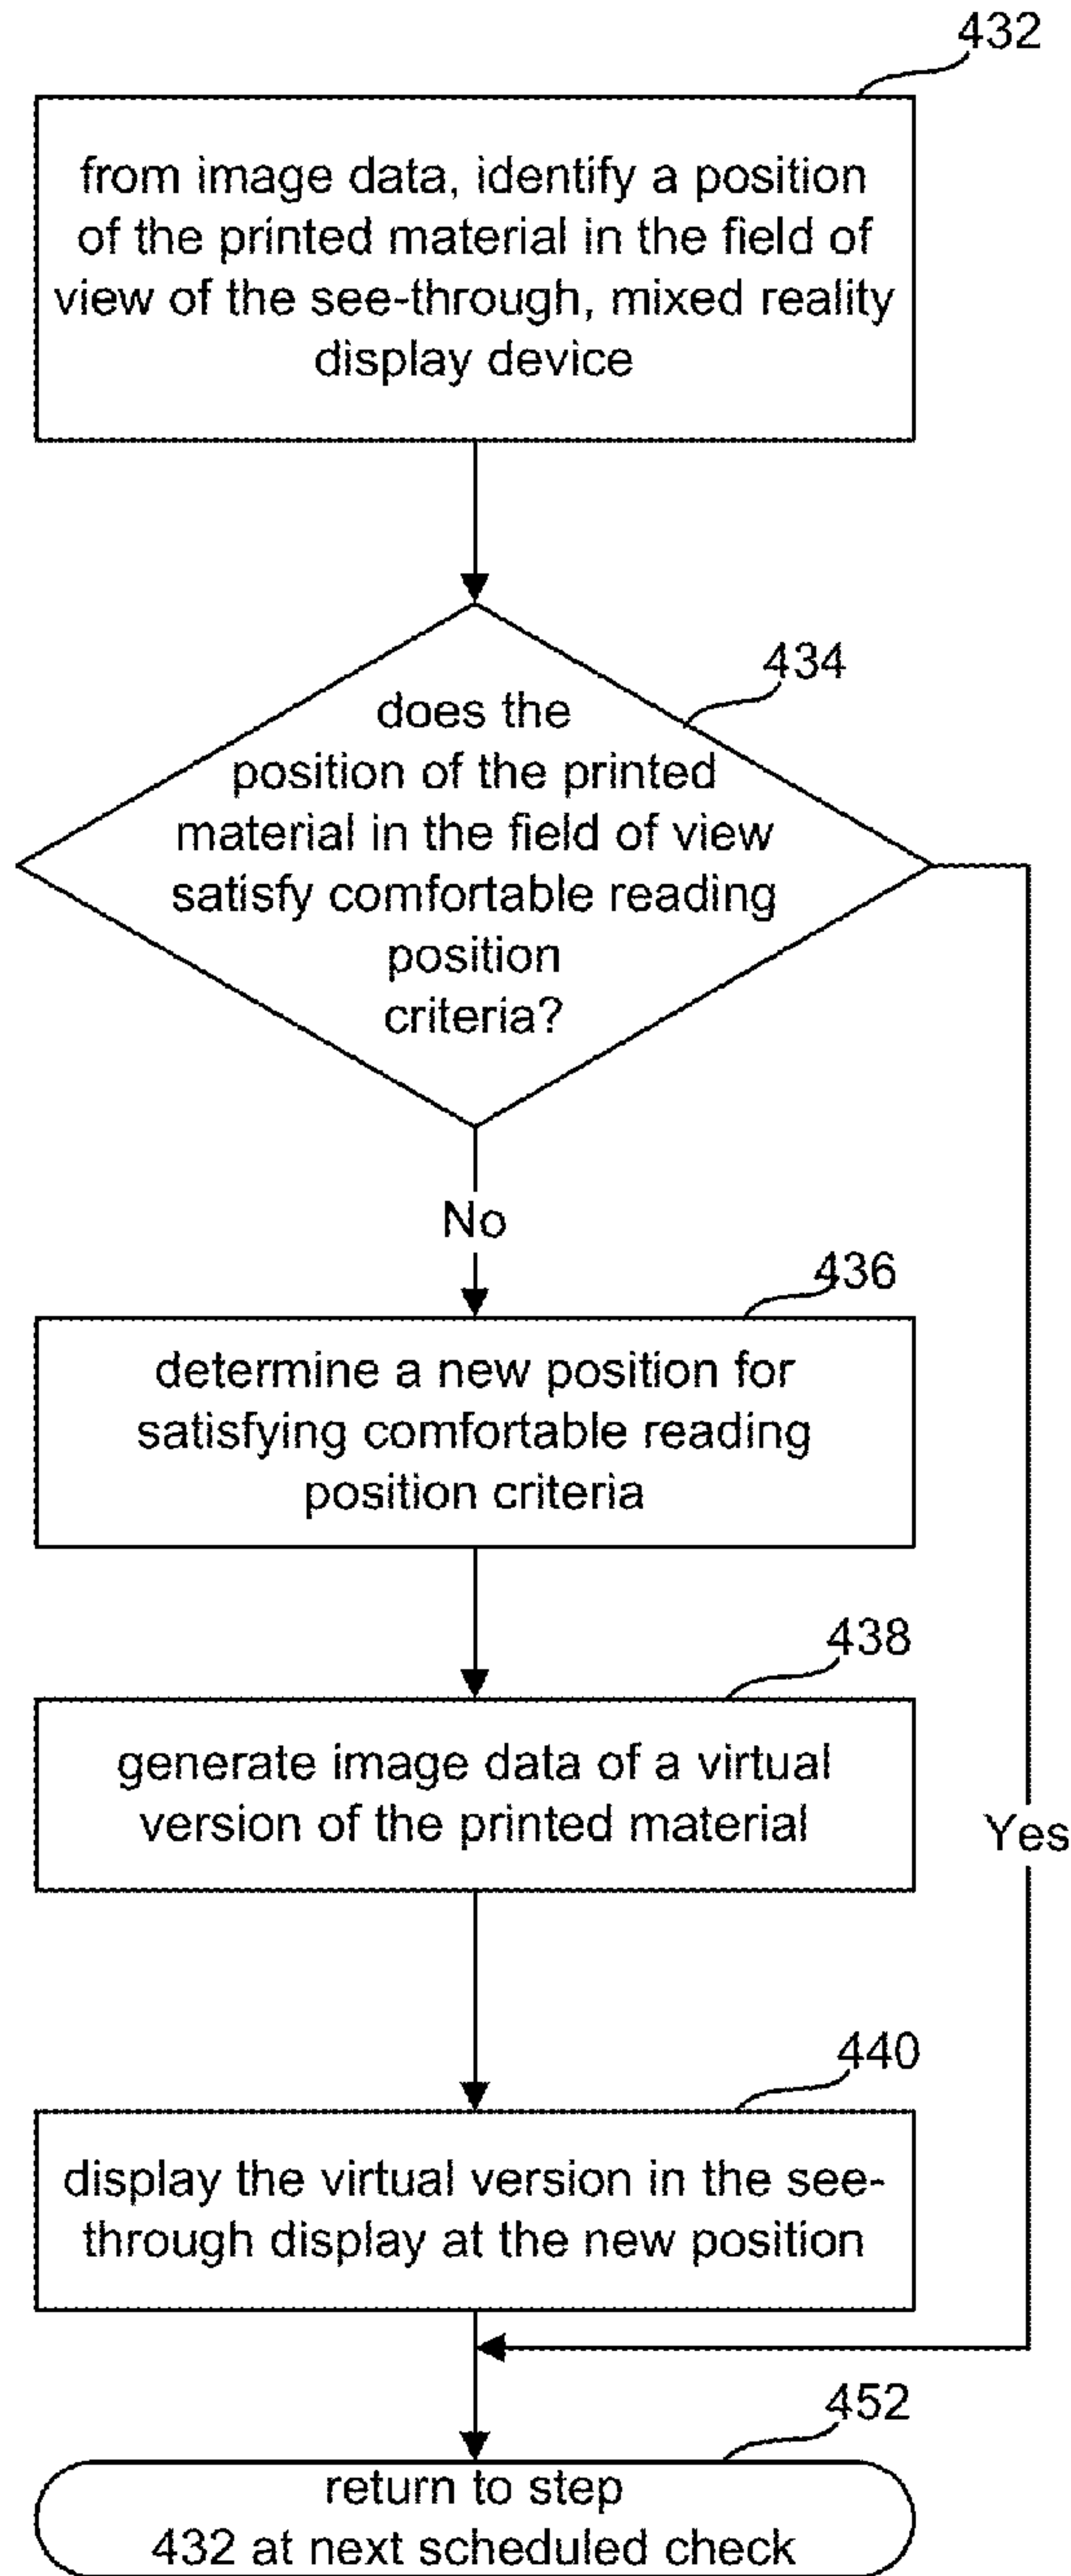 432
from image data, identify a position
of the printed material in the field of
view of the see-through, mixed reality
display device
434
does the
position of the printed
material in the field of view
satisfy comfortable reading
position
criteria?
No
436
determine a new position for
satisfying comfortable reading
position criteria
438
generate image data of a virtual
version of the printed material
Yes
440
display the virtual version in the see-
through display at the new position
452
return to step
432 at next scheduled check